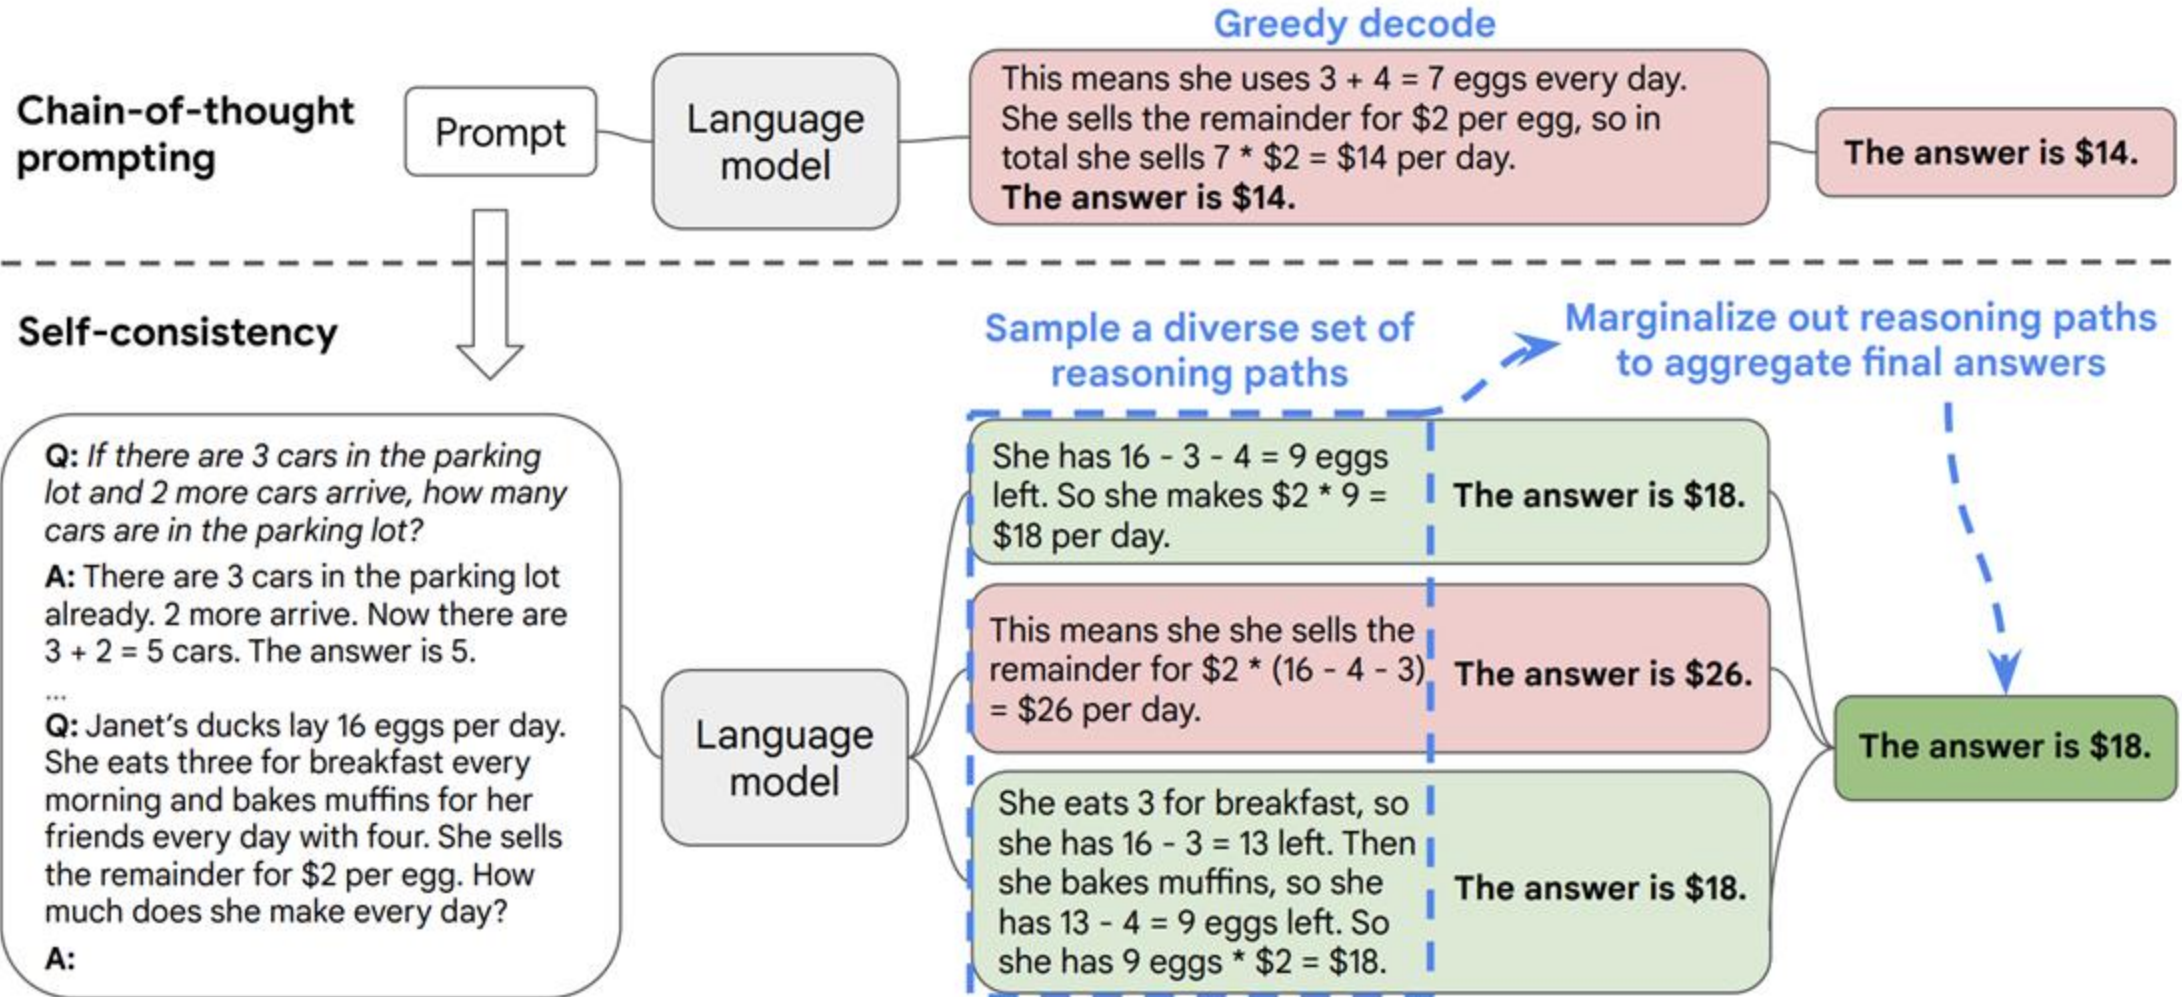 Greedy decode
Chain-of-thought
prompting
Prompt
Language
model
This means she uses 3 + 4 = 7 eggs every day.
She sells the remainder for $2 per egg, so in
total she sells 7 * $2 = $14 per day.
The answer is $14.
The answer is $14.
Self-consistency
Sample a diverse set of
reasoning paths
Marginalize out reasoning paths
to aggregate final answers
Q: If there are 3 cars in the parking
lot and 2 more cars arrive, how many
cars are in the parking lot?
A: There are 3 cars in the parking lot
already. 2 more arrive. Now there are
3 + 2 = 5 cars. The answer is 5.
...
Q: Janet's ducks lay 16 eggs per day.
She eats three for breakfast every
morning and bakes muffins for her
friends every day with four. She sells
the remainder for $2 per egg. How
much does she make every day?
A:
Language
model
She has 16 - 3 - 4 = 9 eggs
left. So she makes $2 * 9 =
$18 per day.
The answer is $18.
This means she she sells the
remainder for $2 * (16 - 4 - 3)
= $26 per day.
The answer is $26.
She eats 3 for breakfast, so
she has 16 - 3 = 13 left. Then
she bakes muffins, so she
has 13 - 4 = 9 eggs left. So
she has 9 eggs * $2 = $18.
The answer is $18.
The answer is $18.